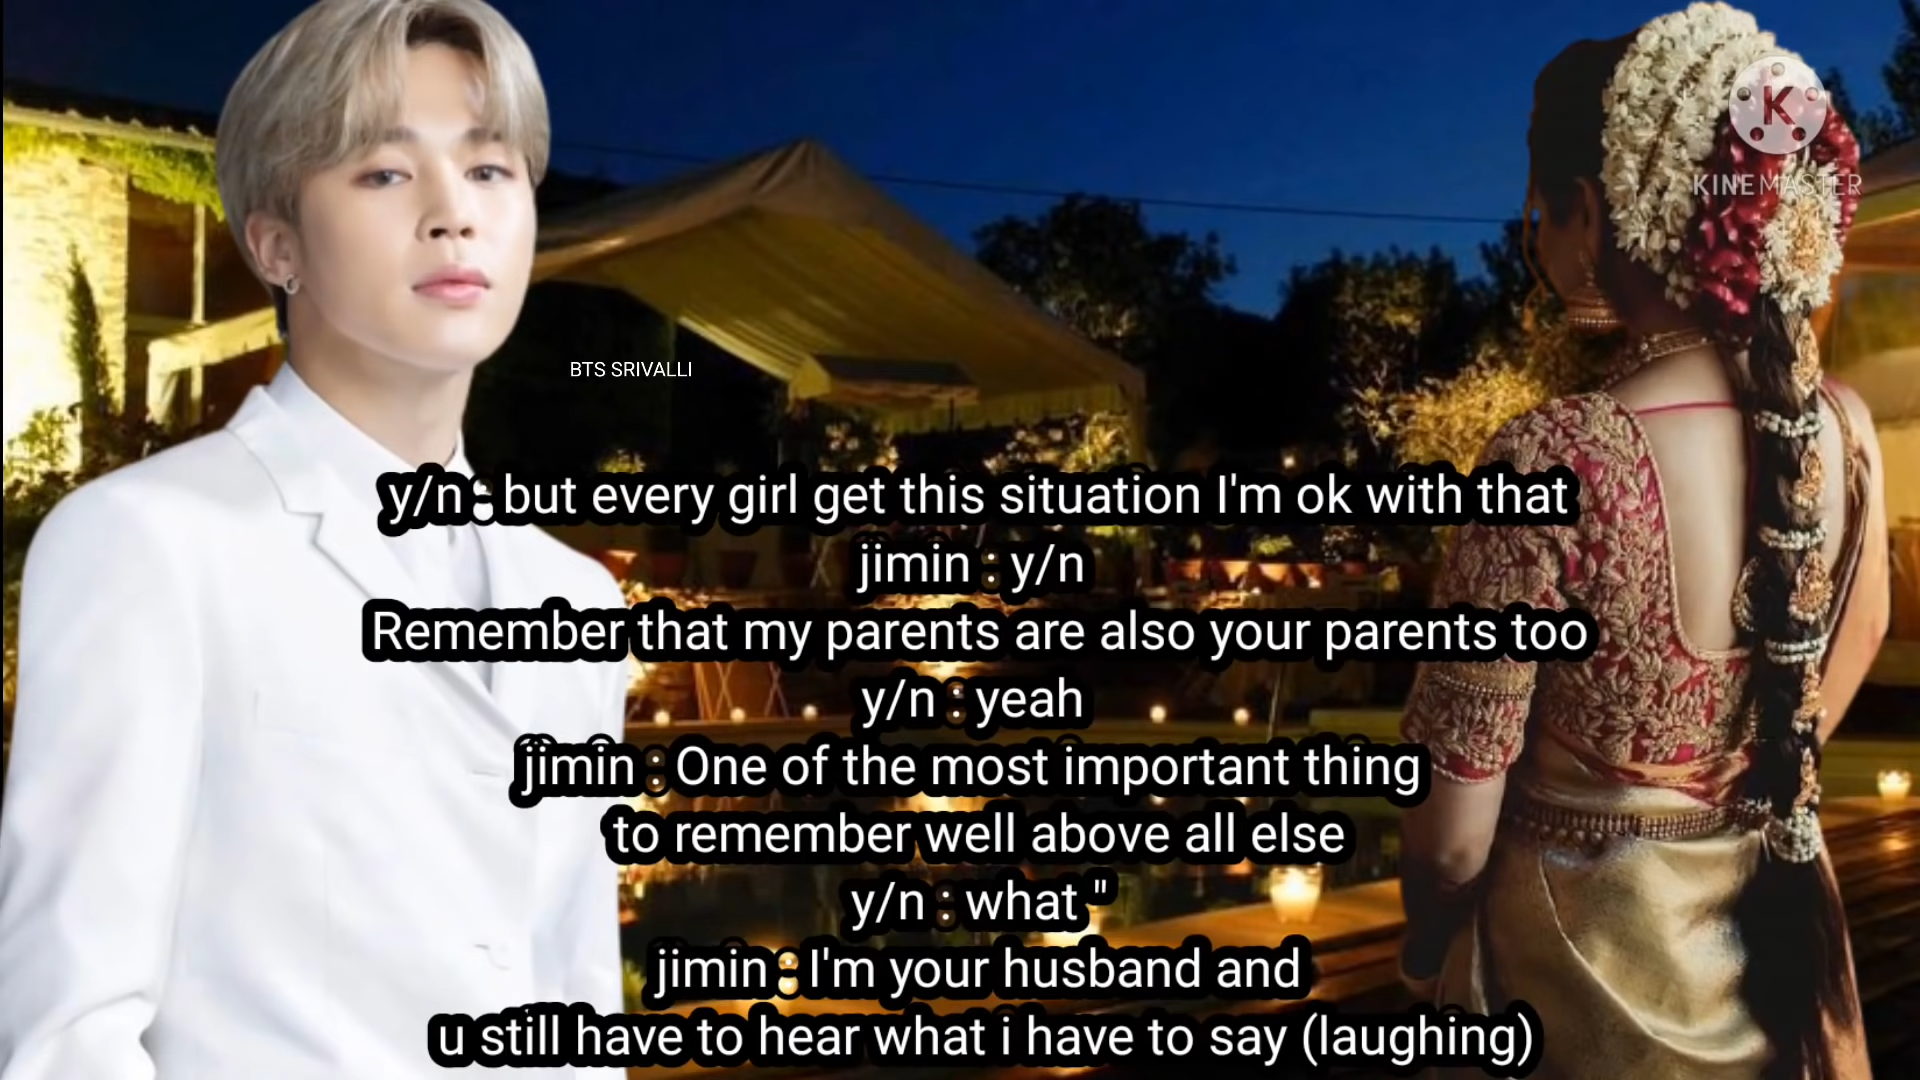 K
KINEMASTER
BTS SRIVALLI
y/n : but every girl get this situation I'm ok with that
jimin : y/n
Remember that my parents are also your parents too
y/n : yeah
jimin : One of the most important thing
to remember well above all else
y/n : what "
jimin : I'm your husband and
u still have to hear what i have to say (laughing)